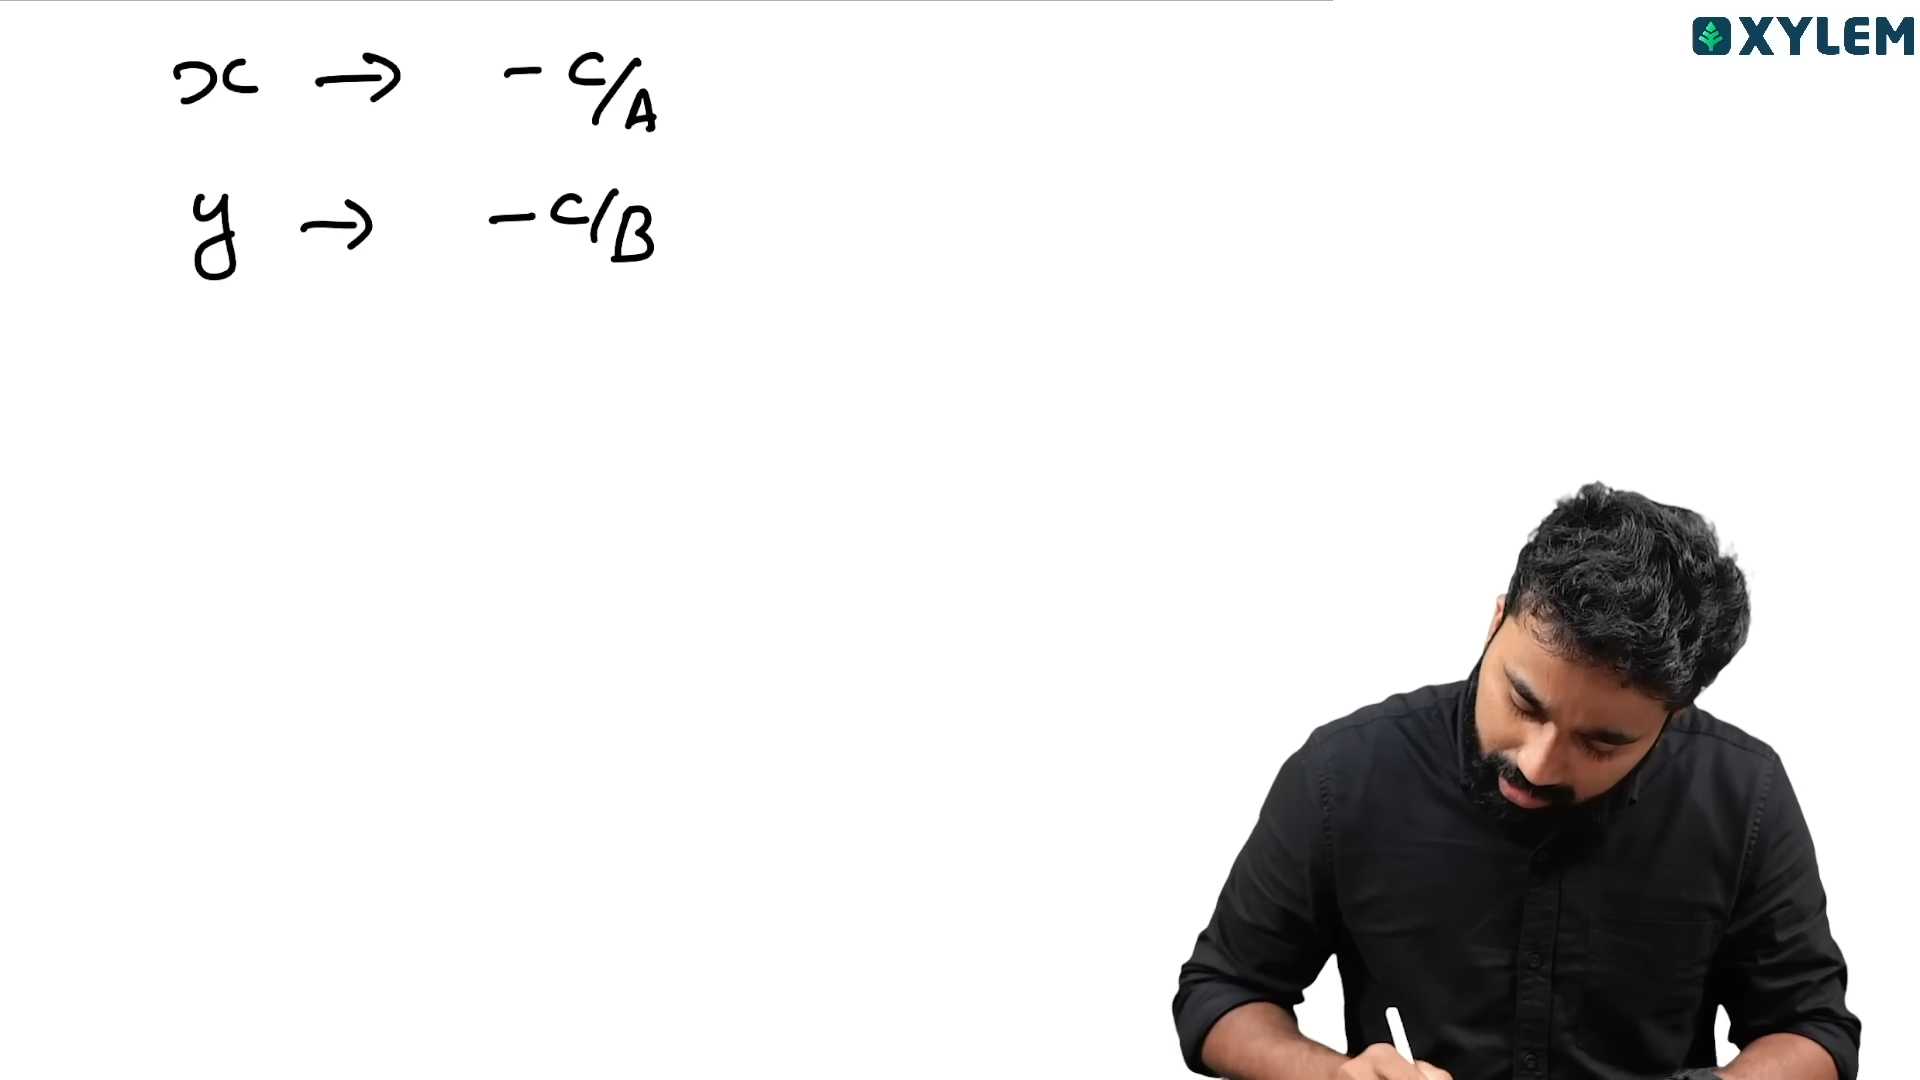 XYLEM
x → - C/A
y → - C/B